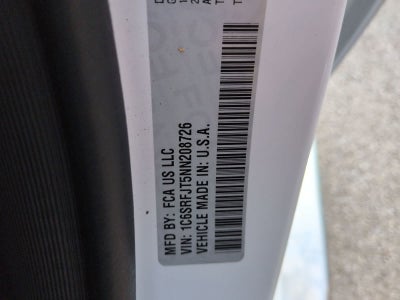 MFD BY: FCA US LLC
VIN: 1C6SRFJT5NN208726
VEHICLE MADE IN: U.S.A.